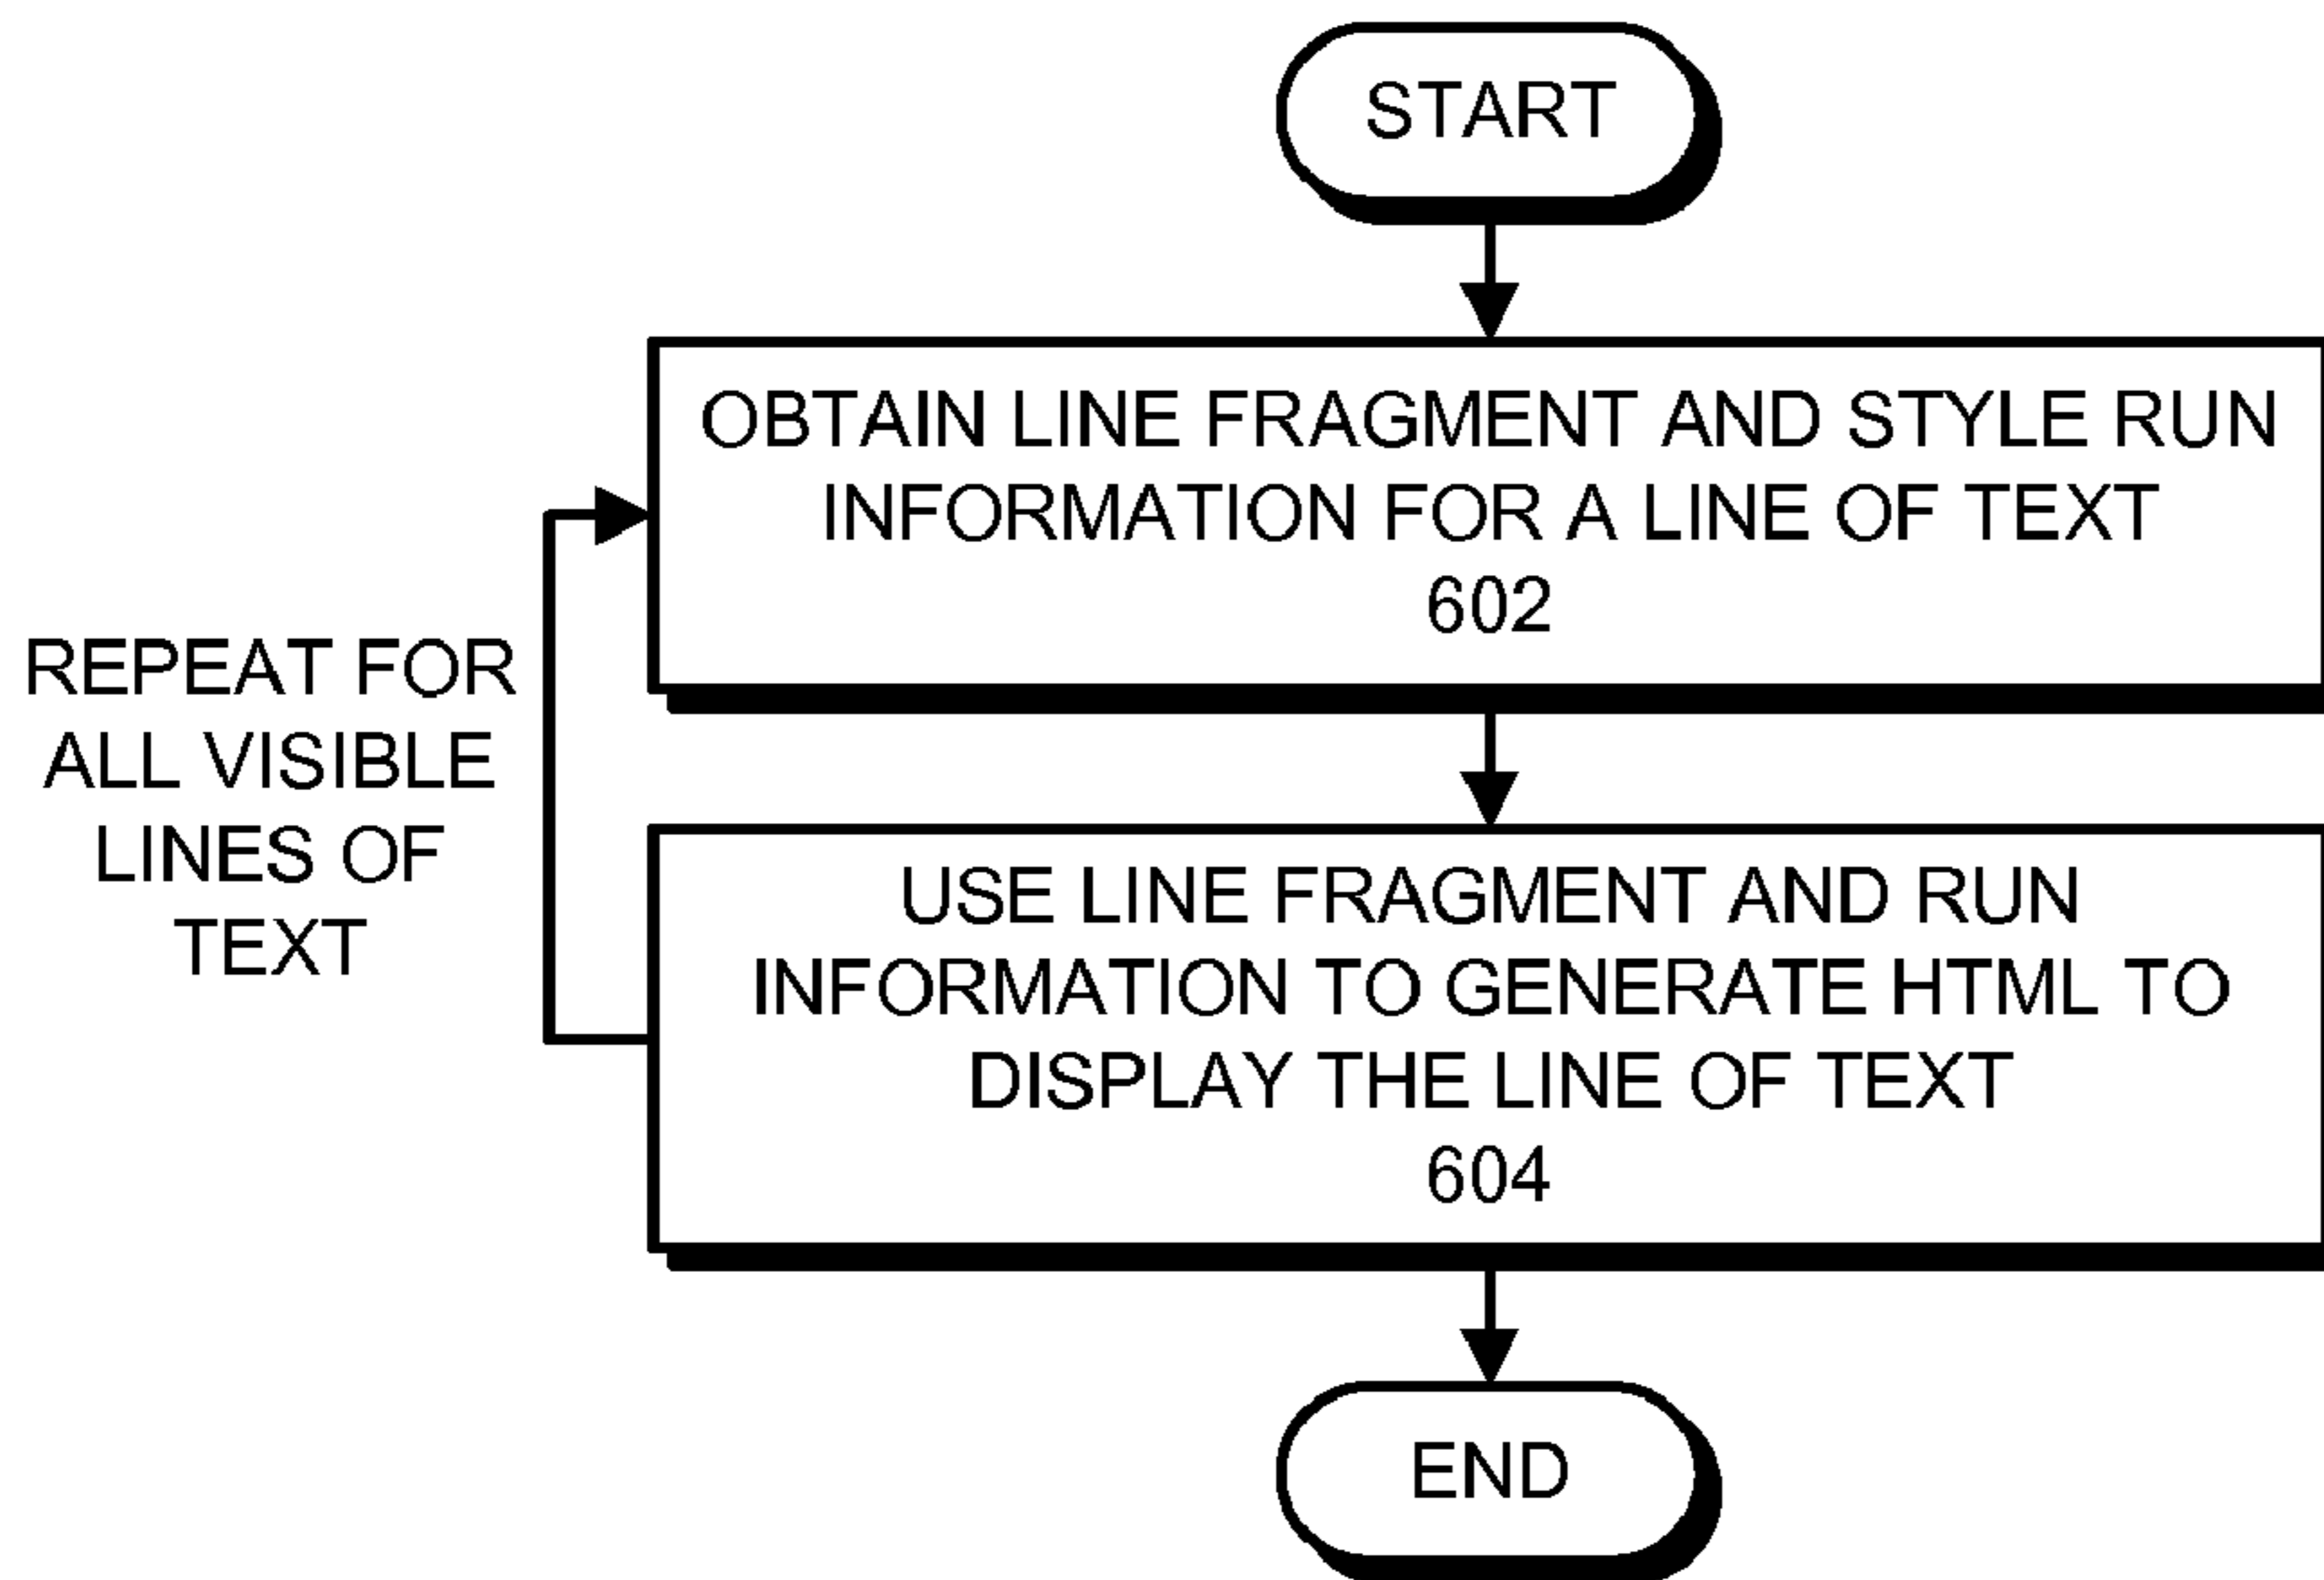 START
OBTAIN LINE FRAGMENT AND STYLE RUN
INFORMATION FOR A LINE OF TEXT
602
REPEAT FOR
ALL VISIBLE
LINES OF
TEXT
USE LINE FRAGMENT AND RUN
INFORMATION TO GENERATE HTML TO
DISPLAY THE LINE OF TEXT
604
END